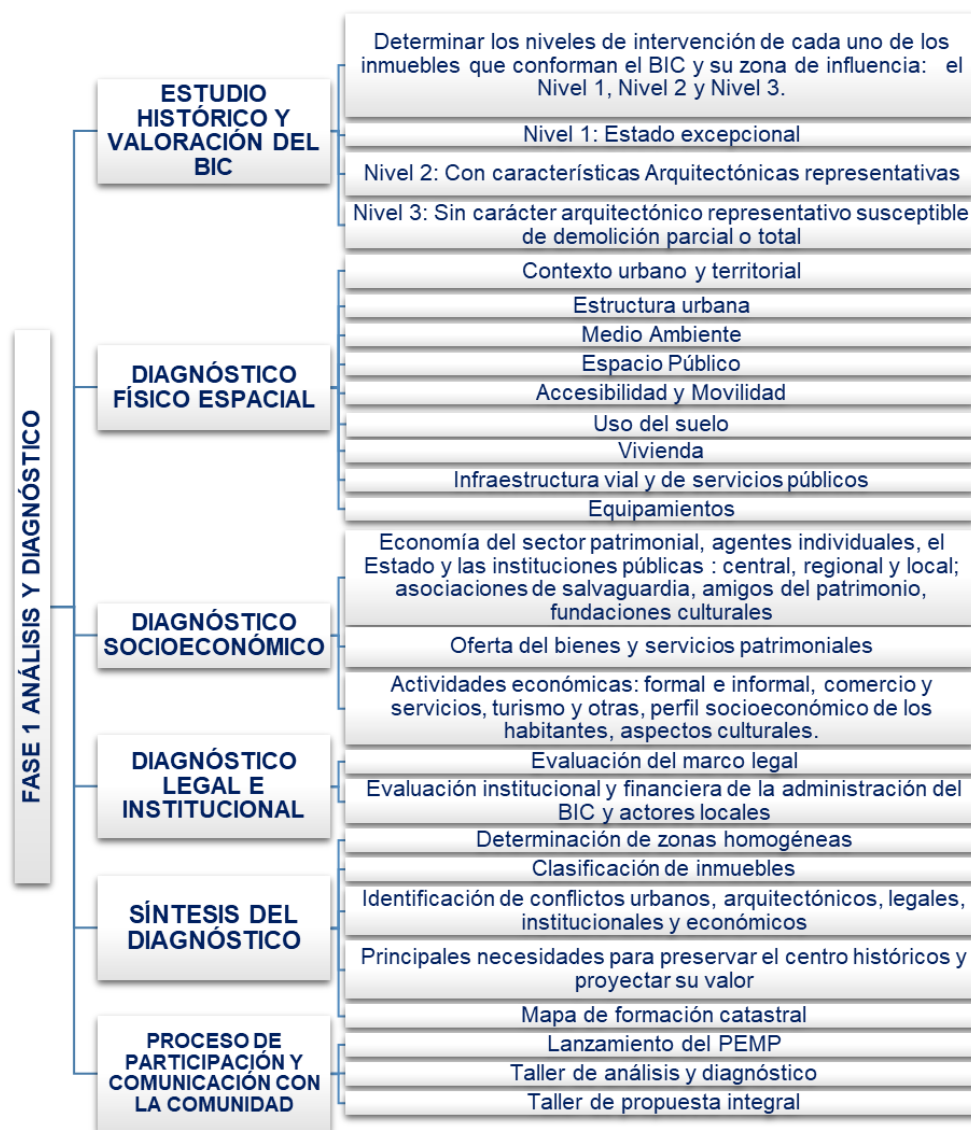 FASE 1 ANÁLISIS Y DIAGNÓSTICO
ESTUDIO
HISTÓRICO Y
VALORACIÓN DEL
BIC
Determinar los niveles de intervención de cada uno de los
inmuebles que conforman el BIC y su zona de influencia: el
Nivel 1, Nivel 2 y Nivel 3.
Nivel 1: Estado excepcional
Nivel 2: Con características Arquitectónicas representativas
Nivel 3: Sin carácter arquitectónico representativo susceptible
de demolición parcial o total
DIAGNÓSTICO
FÍSICO ESPACIAL
Contexto urbano y territorial
Estructura urbana
Medio Ambiente
Espacio Público
Accesibilidad y Movilidad
Uso del suelo
Vivienda
Infraestructura vial y de servicios públicos
Equipamientos
DIAGNÓSTICO
SOCIOECONÓMICO
Economía del sector patrimonial, agentes individuales, el
Estado y las instituciones públicas : central, regional y local;
asociaciones de salvaguardia, amigos del patrimonio,
fundaciones culturales
Oferta del bienes y servicios patrimoniales
Actividades económicas: formal e informal, comercio y
servicios, turismo y otras, perfil socioeconómico de los
habitantes, aspectos culturales.
DIAGNÓSTICO
LEGAL E
INSTITUCIONAL
Evaluación del marco legal
Evaluación institucional y financiera de la administración del
BIC y actores locales
SÍNTESIS DEL
DIAGNÓSTICO
Determinación de zonas homogéneas
Clasificación de inmuebles
Identificación de conflictos urbanos, arquitectónicos, legales,
institucionales y económicos
Principales necesidades para preservar el centro históricos y
proyectar su valor
Mapa de formación catastral
PROCESO DE
PARTICIPACIÓN Y
COMUNICACIÓN CON
LA COMUNIDAD
Lanzamiento del PEMP
Taller de análisis y diagnóstico
Taller de propuesta integral